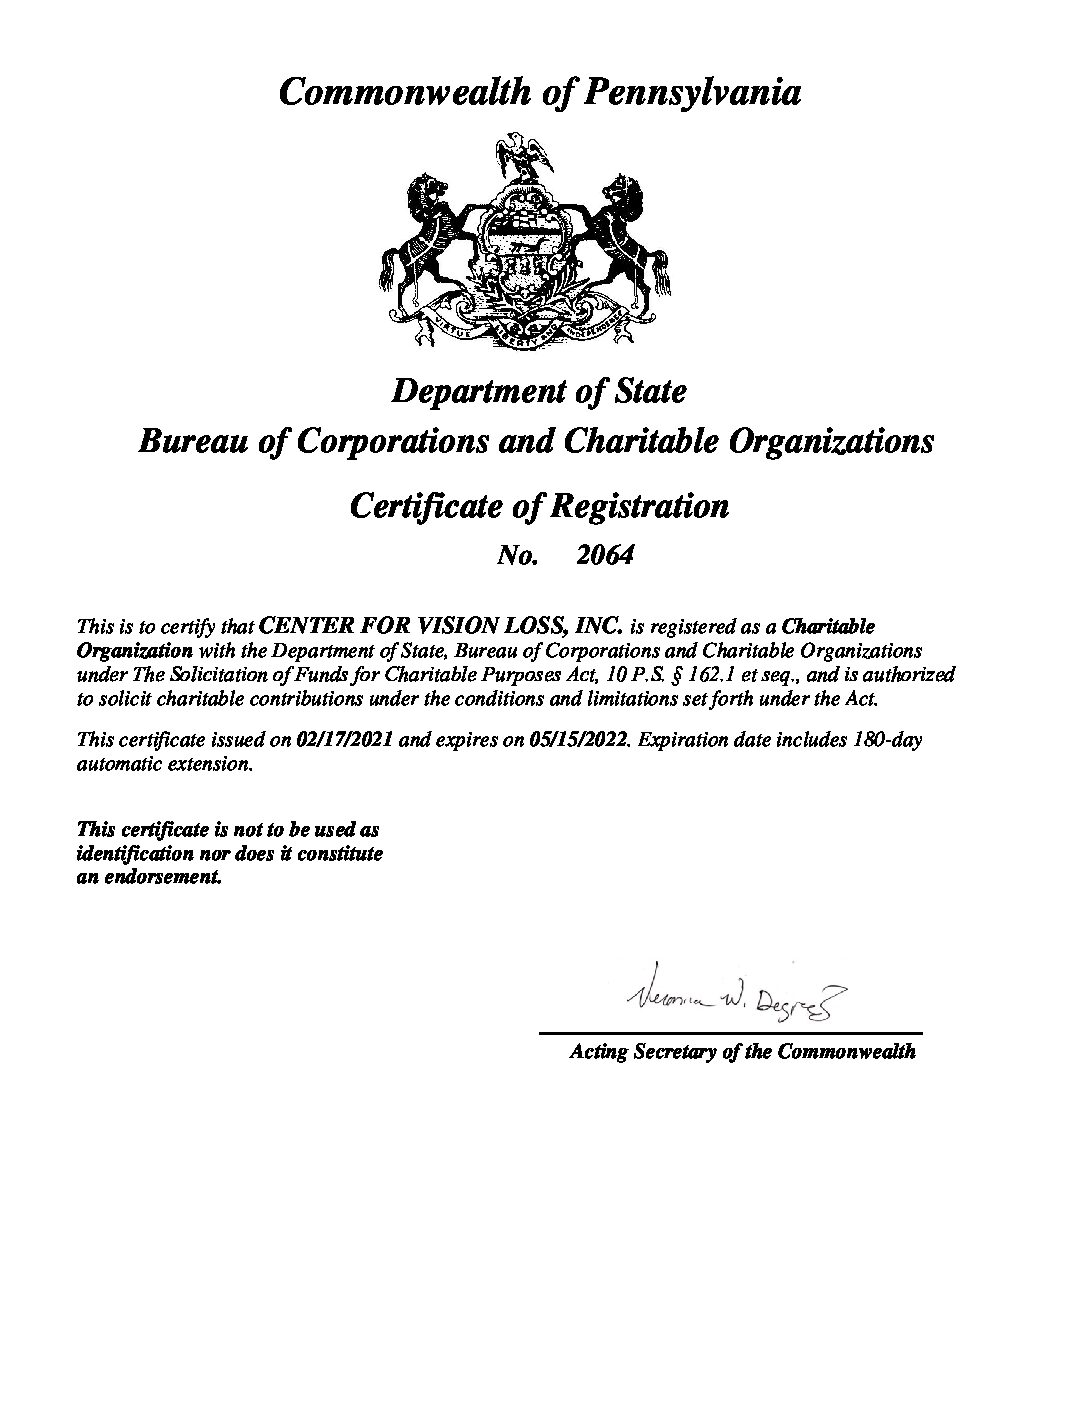 Commonwealth of Pennsylvania
VIRTUE LIBERTY AND INDEPENDENCE
Department of State
Bureau of Corporations and Charitable Organizations
Certificate of Registration
No. 2064
This is to certify that CENTER FOR VISION LOSS, INC. is registered as a Charitable
Organization with the Department of State, Bureau of Corporations and Charitable Organizations
under The Solicitation of Funds for Charitable Purposes Act, 10 P.S. § 162.1 et seq., and is authorized
to solicit charitable contributions under the conditions and limitations set forth under the Act.
This certificate issued on 02/17/2021 and expires on 05/15/2022. Expiration date includes 180-day
automatic extension.
This certificate is not to be used as
identification nor does it constitute
an endorsement.
Veronica W. Degraff
Acting Secretary of the Commonwealth